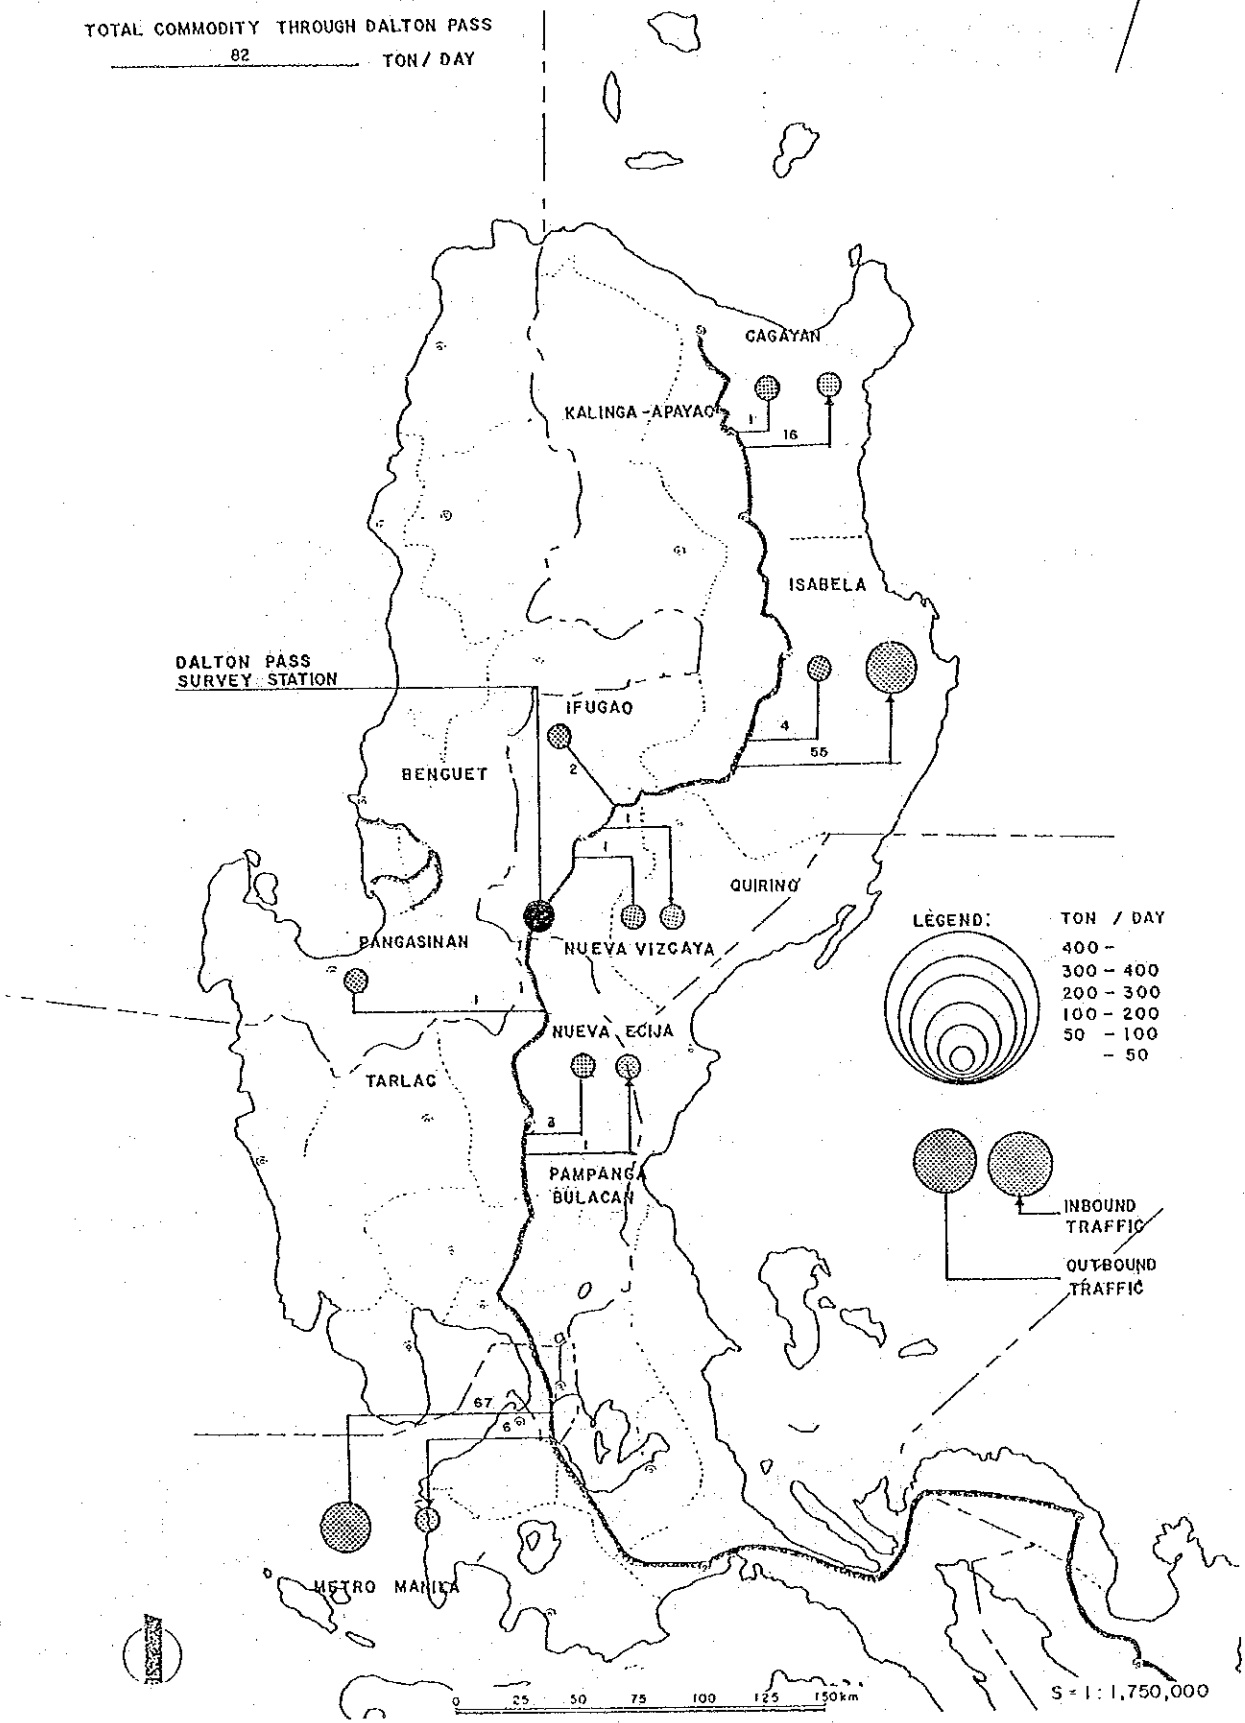 TOTAL COMMODITY THROUGH DALTON PASS
82 TON / DAY
CAGAYAN
KALINGA - APAYAO
1
16
ISABELA
DALTON PASS
SURVEY STATION
IFUGAO
4
55
2
BENGUET
1
1
QUIRINO
LEGEND:
TON / DAY
400 -
300 - 400
200 - 300
100 - 200
50 - 100
- 50
PANGASINAN
NUEVA VIZCAYA
1
NUEVA ECIJA
TARLAC
3
1
PAMPANGA
BULACAN
INBOUND
TRAFFIC
OUTBOUND
TRAFFIC
67
6
METRO MANILA
0 25 50 75 100 125 150km
S = 1 : 1,750,000